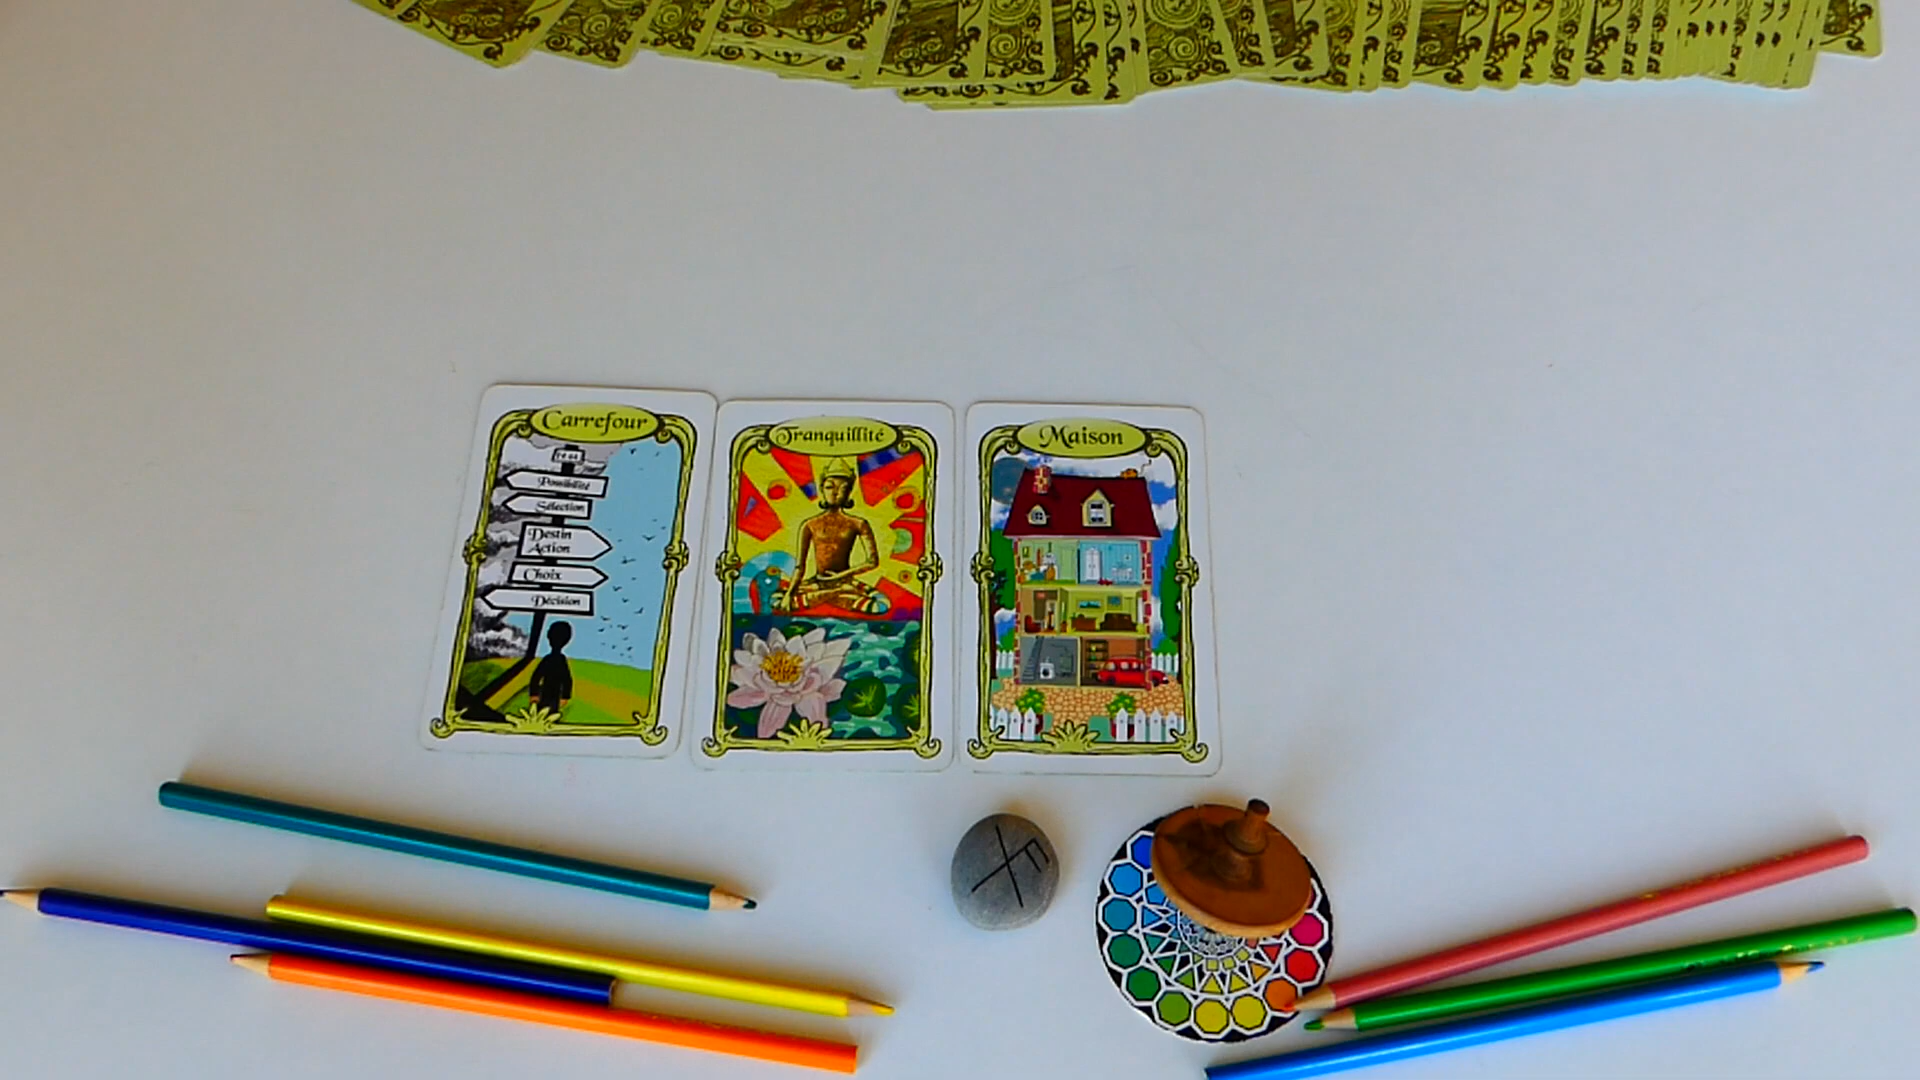 Carrefour
Possibilité
Sélection
Destin
Action
Choix
Décision
Tranquillité
Maison